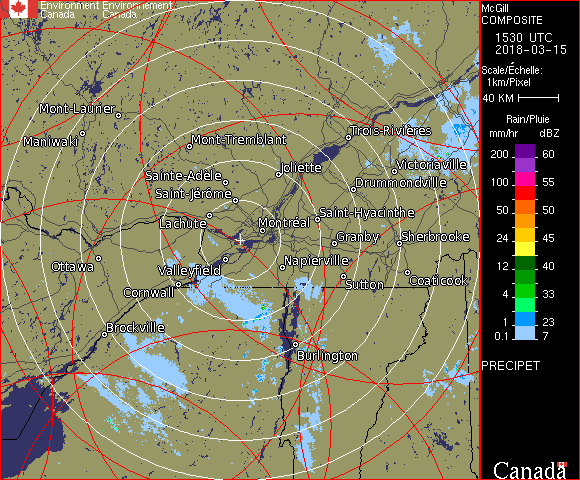 Environment Environnement
Canada Canada
McGill
COMPOSITE
1530 UTC
2018-03-15
Scale/Échelle:
1km/Pixel
40 KM
Rain/Pluie
mm/hr dBZ
200 60
155 55
100 55
50 50
24 45
12 40
4 33
1 23
0.1 7
PRECIPET
Canada
Mont-Laurier
Maniwaki
Mont-Tremblant
Trois-Rivières
Sainte-Adèle
Joliette
Victoriaville
Saint-Jérôme
Drummondville
Lachute
Montréal
Saint-Hyacinthe
Granby
Sherbrooke
Ottawa
Valleyfield
Napierville
Cornwall
Sutton
Coaticook
Brockville
Burlington